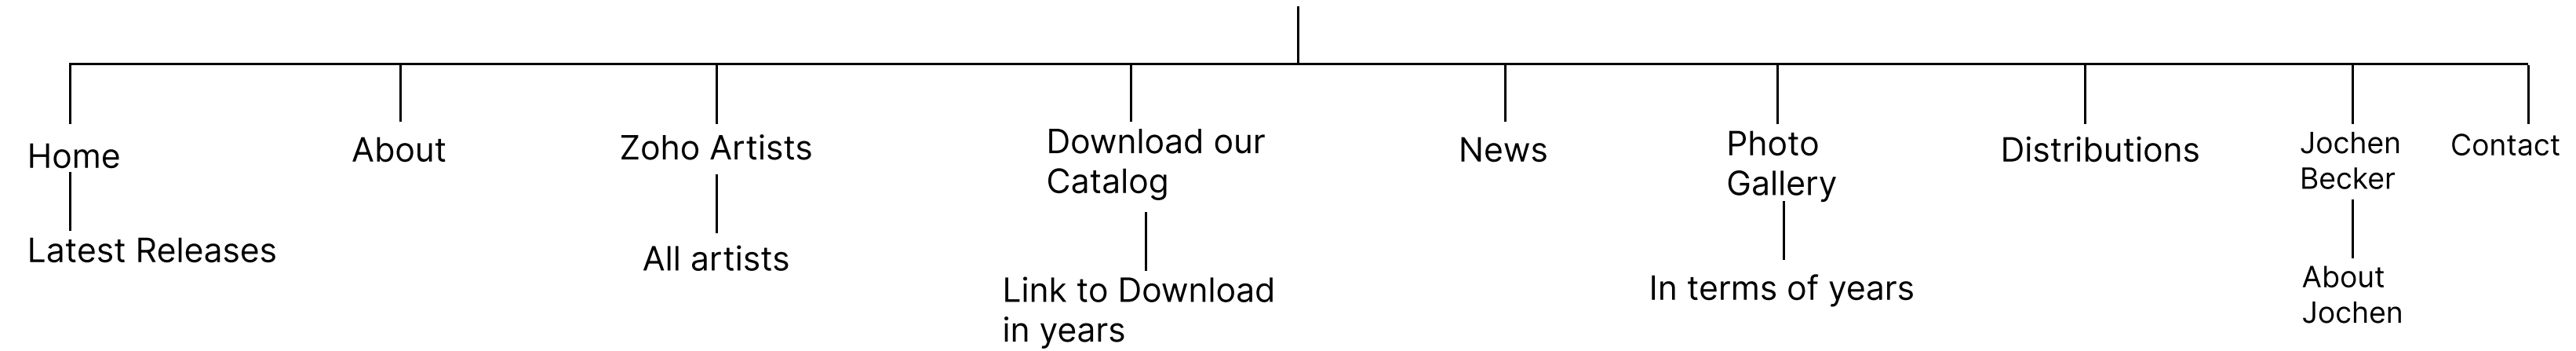 Home
About
Zoho Artists
Download our
Catalog
News
Photo
Gallery
Distributions
Jochen
Becker
Contact
Latest Releases
All artists
Link to Download
in years
In terms of years
About
Jochen